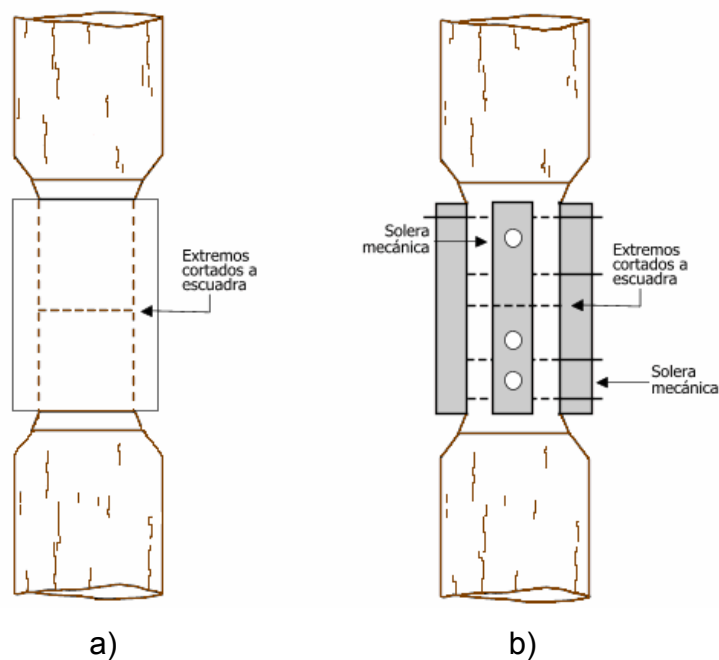 Extremos
cortados a
escuadra
Solera
mecánica
Extremos
cortados a
escuadra
Solera
mecánica
a)
b)